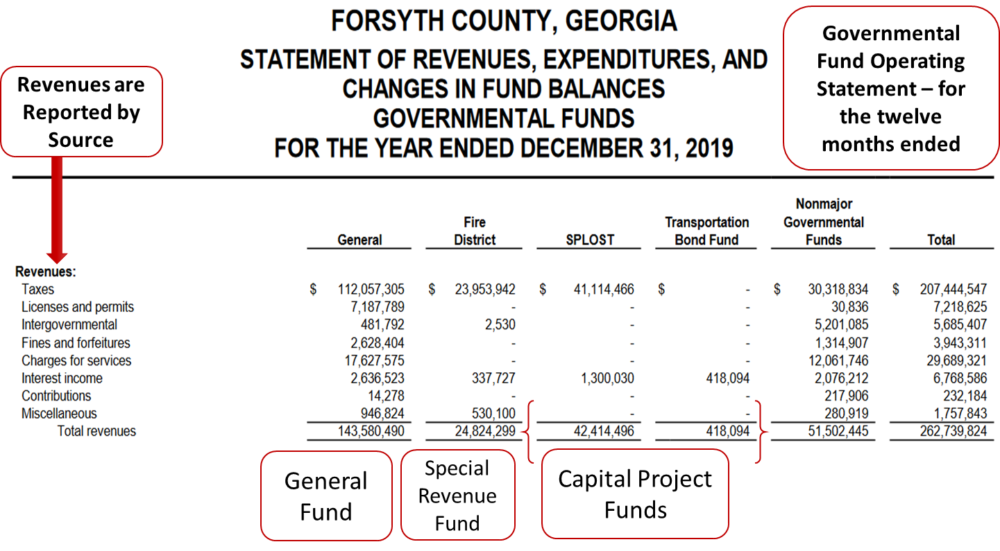 FORSYTH COUNTY, GEORGIA
STATEMENT OF REVENUES, EXPENDITURES, AND
CHANGES IN FUND BALANCES
GOVERNMENTAL FUNDS
FOR THE YEAR ENDED DECEMBER 31, 2019
Governmental
Fund Operating
Statement – for
the twelve
months ended
Revenues are
Reported by
Source
Nonmajor
Fire Transportation Governmental
General District SPLOST Bond Fund Funds Total
Revenues:
Taxes $ 112,057,305 $ 23,953,942 $ 41,114,466 $ - $ 30,318,834 $ 207,444,547
Licenses and permits 7,187,789 - - - 30,836 7,218,625
Intergovernmental 481,792 2,530 - - 5,201,085 5,685,407
Fines and forfeitures 2,628,404 - - - 1,314,907 3,943,311
Charges for services 17,627,575 - - - 12,061,746 29,689,321
Interest income 2,636,523 337,727 1,300,030 418,094 2,076,212 6,768,586
Contributions 14,278 - - - 217,906 232,184
Miscellaneous 946,824 530,100 - - 280,919 1,757,843
Total revenues 143,580,490 24,824,299 42,414,496 418,094 51,502,445 262,739,824
General
Fund
Special
Revenue
Fund
Capital Project
Funds